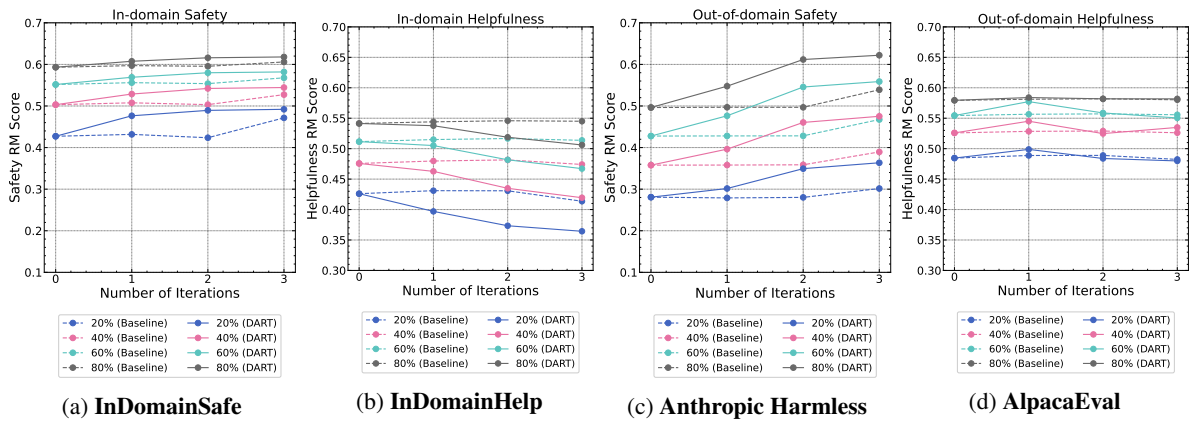 In-domain Safety
0.7
0.6
0.5
0.4
0.3
0.2
0.1
Safety RM Score
0 1 2 3
Number of Iterations
20% (Baseline) 20% (DART)
40% (Baseline) 40% (DART)
60% (Baseline) 60% (DART)
80% (Baseline) 80% (DART)
(a) InDomainSafe
In-domain Helpfulness
0.70
0.65
0.60
0.55
0.50
0.45
0.40
0.35
0.30
Helpfulness RM Score
0 1 2 3
Number of Iterations
20% (Baseline) 20% (DART)
40% (Baseline) 40% (DART)
60% (Baseline) 60% (DART)
80% (Baseline) 80% (DART)
(b) InDomainHelp
Out-of-domain Safety
0.7
0.6
0.5
0.4
0.3
0.2
0.1
Safety RM Score
0 1 2 3
Number of Iterations
20% (Baseline) 20% (DART)
40% (Baseline) 40% (DART)
60% (Baseline) 60% (DART)
80% (Baseline) 80% (DART)
(c) Anthropic Harmless
Out-of-domain Helpfulness
0.70
0.65
0.60
0.55
0.50
0.45
0.40
0.35
0.30
Helpfulness RM Score
0 1 2 3
Number of Iterations
20% (Baseline) 20% (DART)
40% (Baseline) 40% (DART)
60% (Baseline) 60% (DART)
80% (Baseline) 80% (DART)
(d) AlpacaEval